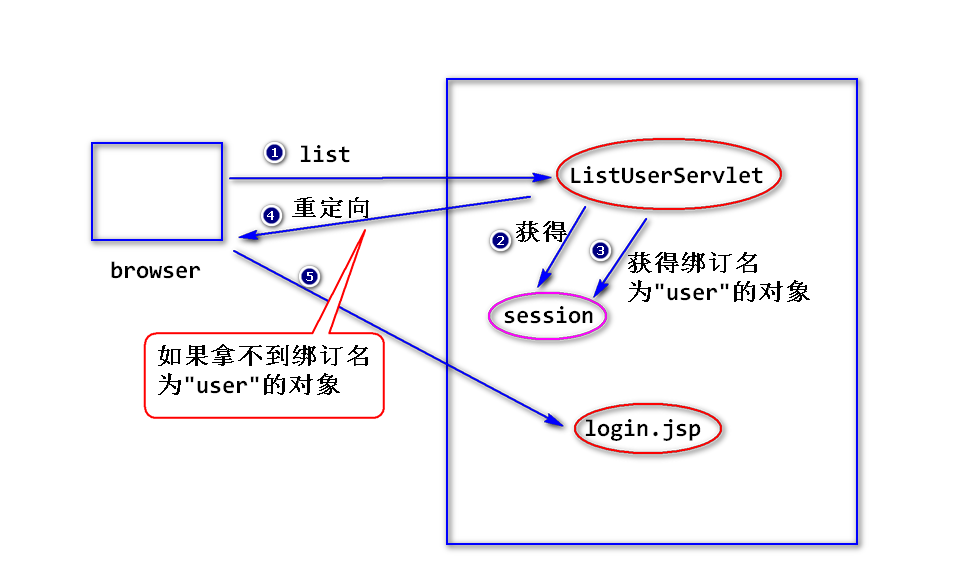 1 list
ListUserServlet
4 重定向
2 获得
3 获得绑订名
为"user"的对象
browser
5
session
如果拿不到绑订名
为"user"的对象
login.jsp